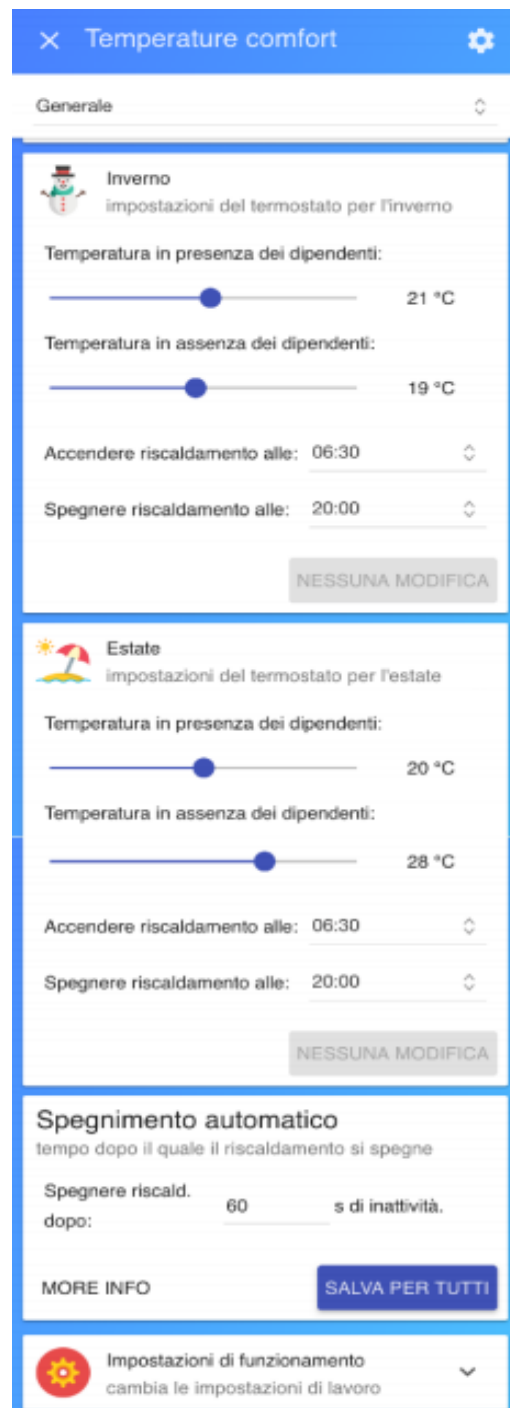 Temperature comfort
Generale
Inverno
impostazioni del termostato per l'inverno
Temperatura in presenza dei dipendenti:
21 °C
Temperatura in assenza dei dipendenti:
19 °C
Accendere riscaldamento alle: 06:30
Spegnere riscaldamento alle: 20:00
NESSUNA MODIFICA
Estate
impostazioni del termostato per l'estate
Temperatura in presenza dei dipendenti:
20 °C
Temperatura in assenza dei dipendenti:
28 °C
Accendere riscaldamento alle: 06:30
Spegnere riscaldamento alle: 20:00
NESSUNA MODIFICA
Spegnimento automatico
tempo dopo il quale il riscaldamento si spegne
Spegnere riscald.
dopo: 60 s di inattività.
MORE INFO SALVA PER TUTTI
Impostazioni di funzionamento
cambia le impostazioni di lavoro